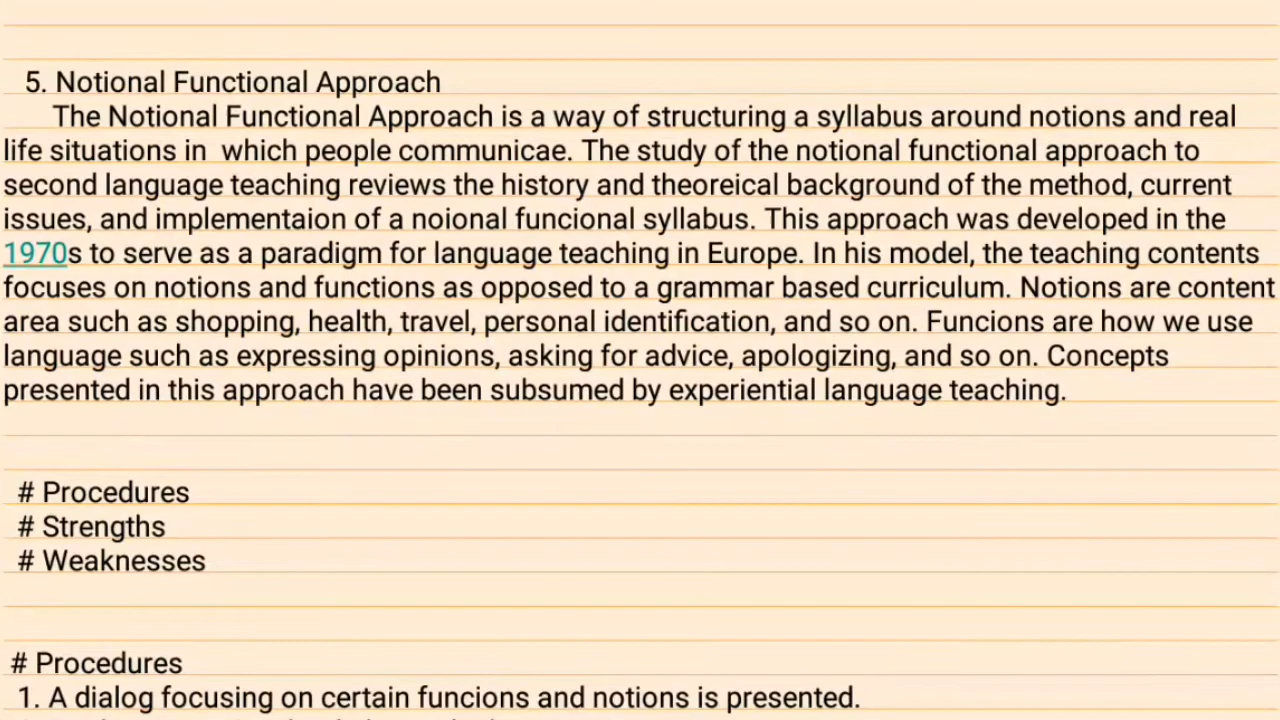 5. Notional Functional Approach
The Notional Functional Approach is a way of structuring a syllabus around notions and real
life situations in which people communicae. The study of the notional functional approach to
second language teaching reviews the history and theoreical background of the method, current
issues, and implementaion of a noional funcional syllabus. This approach was developed in the
1970s to serve as a paradigm for language teaching in Europe. In his model, the teaching contents
focuses on notions and functions as opposed to a grammar based curriculum. Notions are content
area such as shopping, health, travel, personal identification, and so on. Funcions are how we use
language such as expressing opinions, asking for advice, apologizing, and so on. Concepts
presented in this approach have been subsumed by experiential language teaching.
# Procedures
# Strengths
# Weaknesses
# Procedures
1. A dialog focusing on certain funcions and notions is presented.